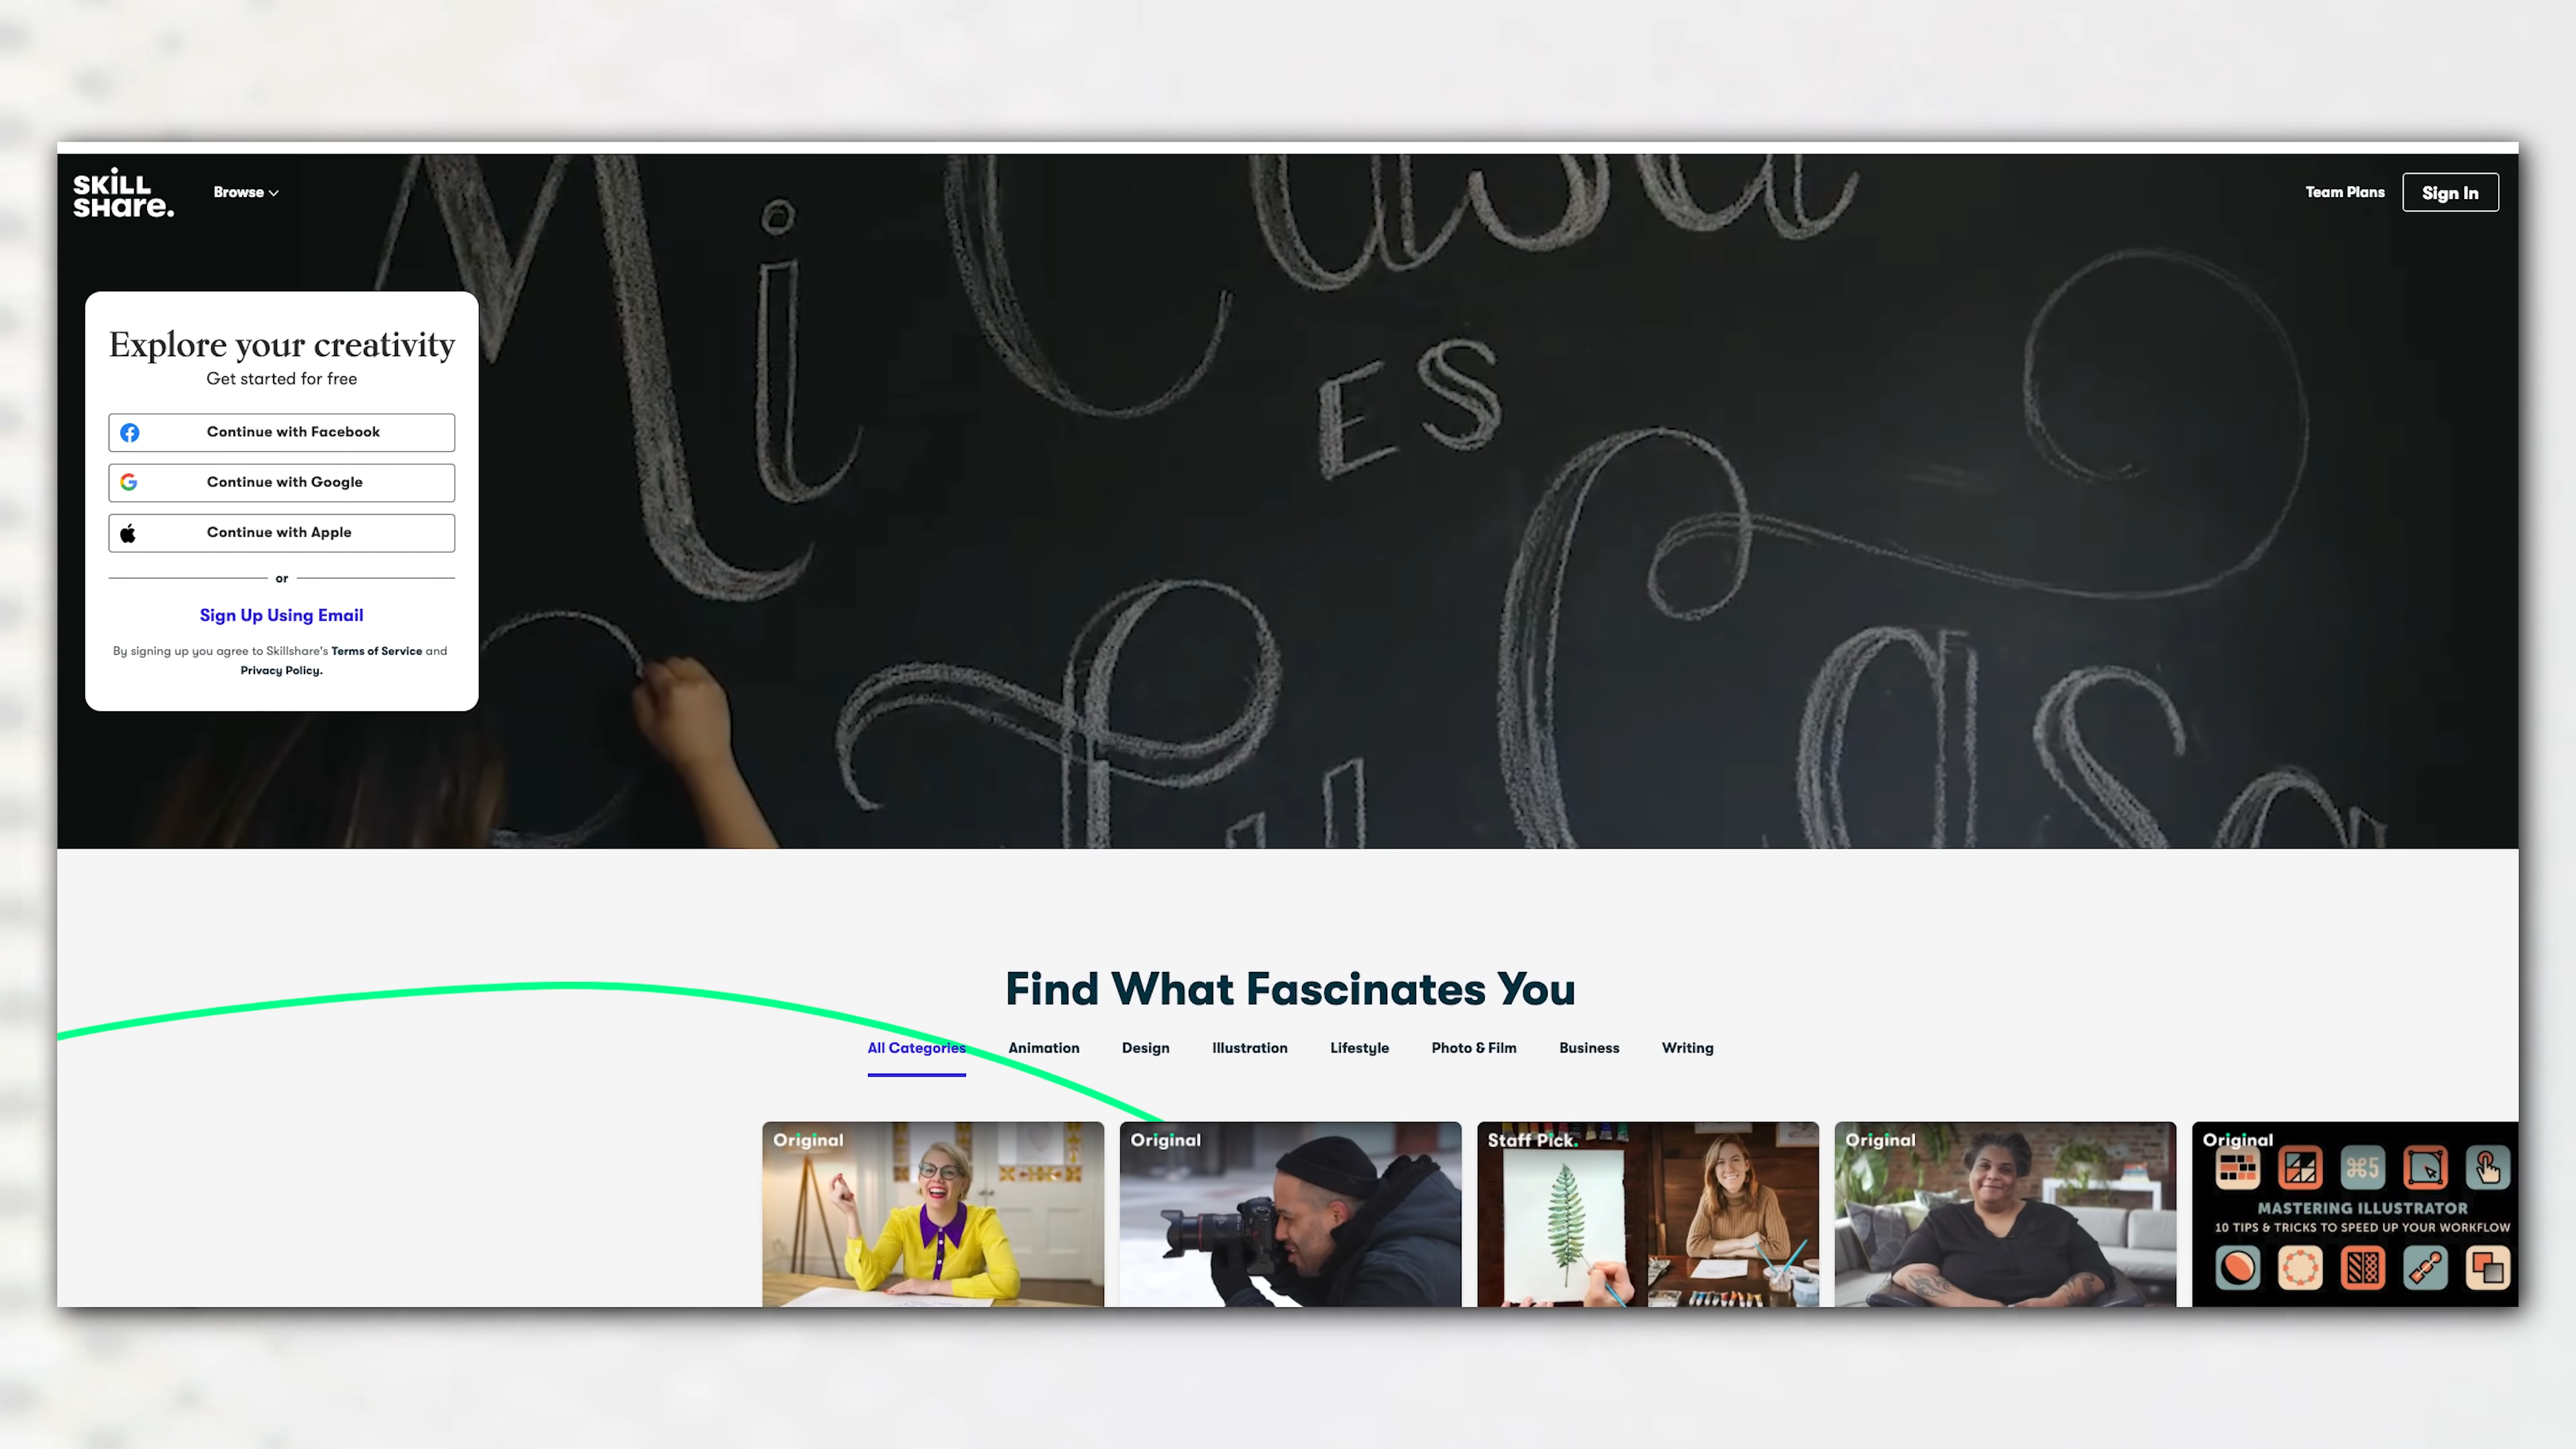 SKILL
SHare.
Browse
Team Plans
Sign In
Mi Casa
ES
Tu Casa
Explore your creativity
Get started for free
Continue with Facebook
Continue with Google
Continue with Apple
or
Sign Up Using Email
By signing up you agree to Skillshare's Terms of Service and
Privacy Policy.
Find What Fascinates You
All Categories Animation Design Illustration Lifestyle Photo & Film Business Writing
Original
Original
Staff Pick.
Original
Original
⌘5
MASTERING ILLUSTRATOR
10 TIPS & TRICKS TO SPEED UP YOUR WORKFLOW